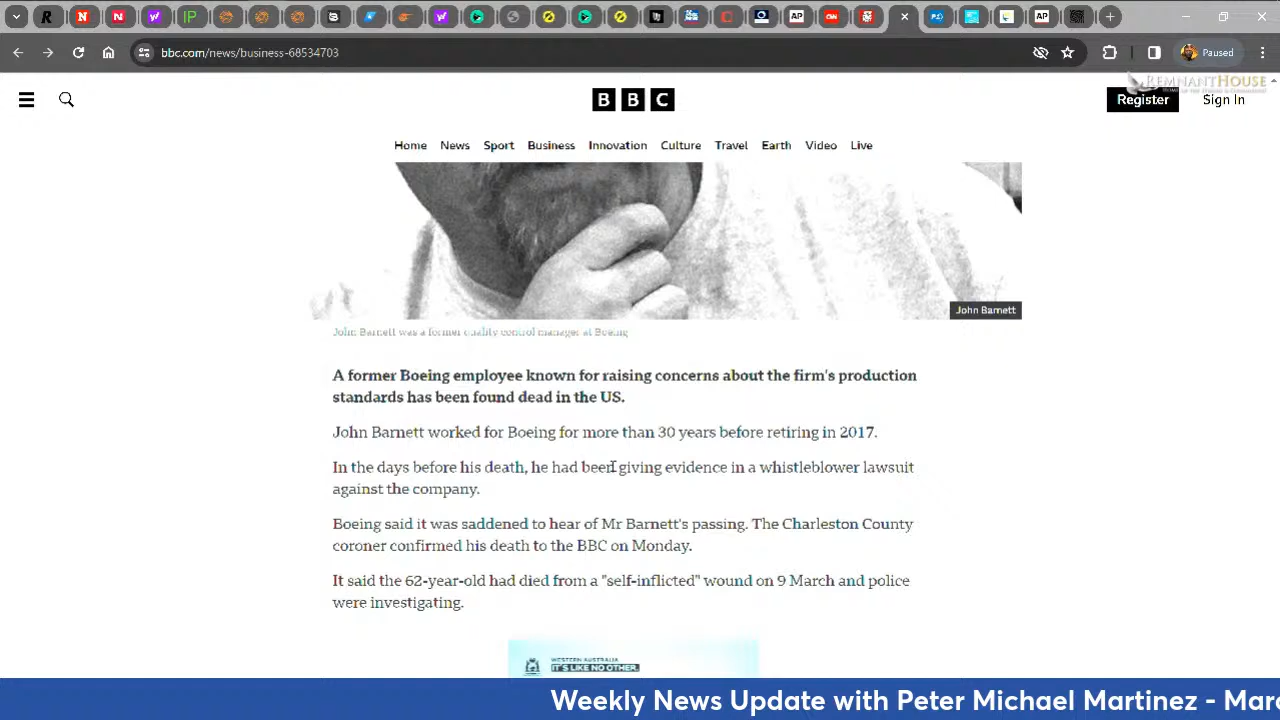 bbc.com/news/business-68534703
Paused
REMNANTHOUSE
BBC
Register
Sign In
Home News Sport Business Innovation Culture Travel Earth Video Live
John Barnett
John Barnett was a former quality control manager at Boeing
A former Boeing employee known for raising concerns about the firm's production
standards has been found dead in the US.
John Barnett worked for Boeing for more than 30 years before retiring in 2017.
In the days before his death, he had been giving evidence in a whistleblower lawsuit
against the company.
Boeing said it was saddened to hear of Mr Barnett's passing. The Charleston County
coroner confirmed his death to the BBC on Monday.
It said the 62-year-old had died from a "self-inflicted" wound on 9 March and police
were investigating.
WESTERN AUSTRALIA
IT'S LIKE NO OTHER.
Weekly News Update with Peter Michael Martinez - Marc